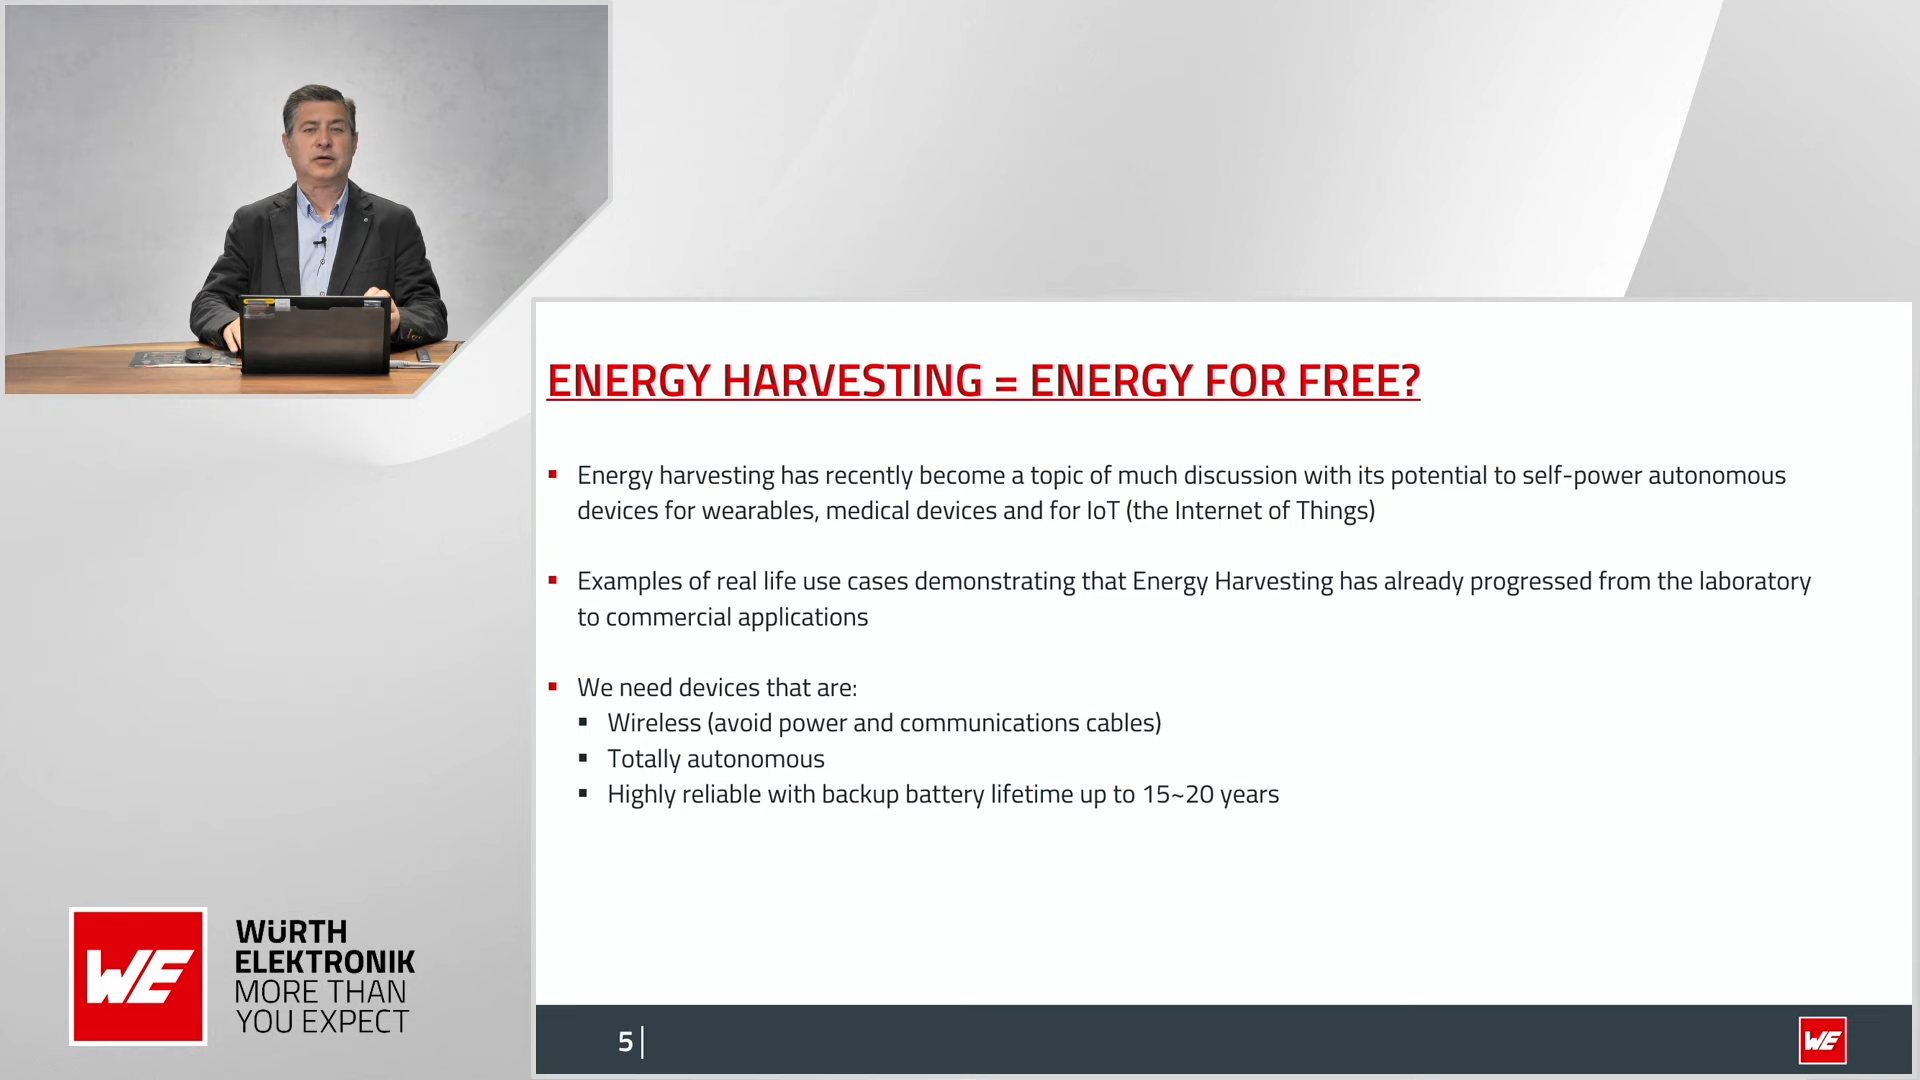 ENERGY HARVESTING = ENERGY FOR FREE?
▪ Energy harvesting has recently become a topic of much discussion with its potential to self-power autonomous
devices for wearables, medical devices and for IoT (the Internet of Things)
▪ Examples of real life use cases demonstrating that Energy Harvesting has already progressed from the laboratory
to commercial applications
▪ We need devices that are:
▪ Wireless (avoid power and communications cables)
▪ Totally autonomous
▪ Highly reliable with backup battery lifetime up to 15~20 years
WE
WÜRTH
ELEKTRONIK
MORE THAN
YOU EXPECT
5|
WE